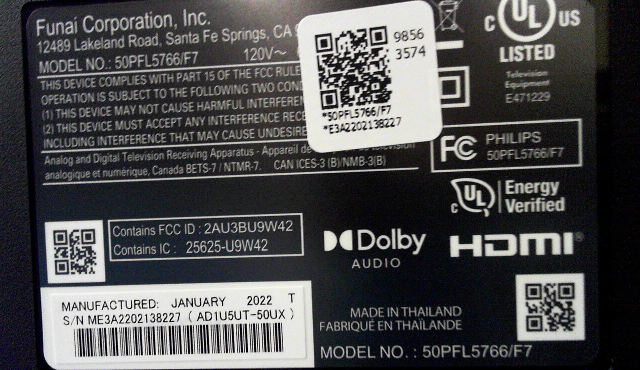 Funai Corporation, Inc.
12489 Lakeland Road, Santa Fe Springs, CA 9
MODEL NO.: 50PFL5766/F7 120V~
THIS DEVICE COMPLIES WITH PART 15 OF THE FCC RULE
OPERATION IS SUBJECT TO THE FOLLOWING TWO COND
(1) THIS DEVICE MAY NOT CAUSE HARMFUL INTERFEREN
(2) THIS DEVICE MUST ACCEPT ANY INTERFERENC
INCLUDING INTERFERENCE THAT MAY CAUSE UNDESIRE
Analog and Digital Television Receiving Apparatus - Appareil de television
analogique et numérique, Canada BETS-7 / NTMR-7. CAN ICES-3 (B)/NMB-3(B)
9856
3574
*50PFL5766/F7
*E3A2202138227
C UL US
LISTED
Television
Equipment
E471229
FC PHILIPS
50PFL5766/F7
C UL Energy
Verified
Contains FCC ID : 2AU3BU9W42
Contains IC : 25625-U9W42
Dolby
AUDIO
HDMI®
MANUFACTURED: JANUARY 2022 T
S/N ME3A2202138227 ( AD1U5UT-50UX )
MADE IN THAILAND
FABRIQUÉ EN THAÏLANDE
MODEL NO. : 50PFL5766/F7